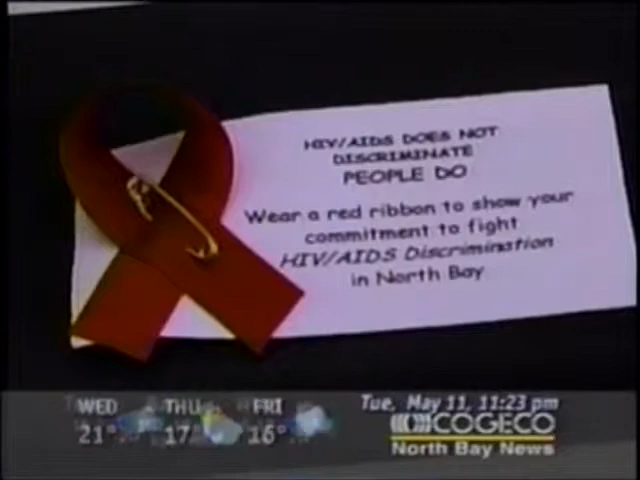 HIV/AIDS DOES NOT
DISCRIMINATE
PEOPLE DO
Wear a red ribbon to show your
commitment to fight
HIV/AIDS Discrimination
in North Bay
WED THU FRI
21° 17° 16°
Tue, May 11, 11:23 pm
COGECO
North Bay News